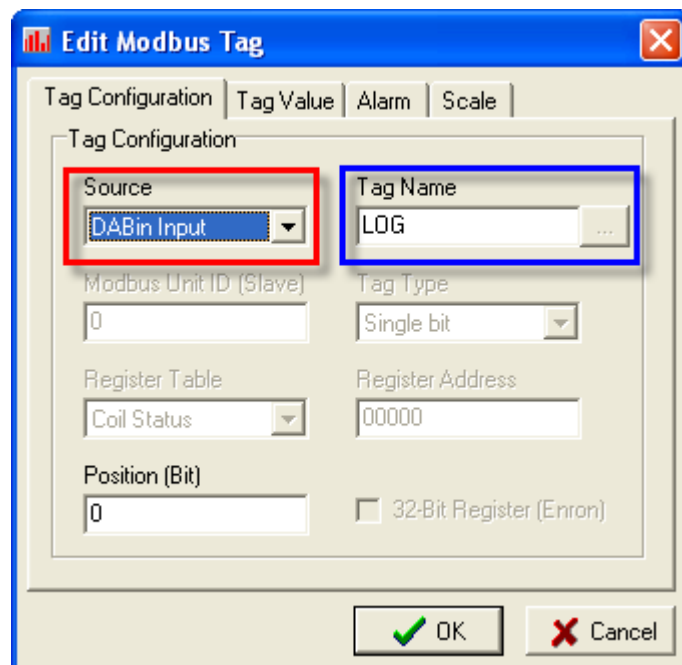 Edit Modbus Tag
Tag Configuration Tag Value Alarm Scale
Tag Configuration
Source Tag Name
DABin Input LOG ...
Modbus Unit ID (Slave) Tag Type
0 Single bit
Register Table Register Address
Coil Status 00000
Position (Bit)
0 32-Bit Register (Enron)
OK Cancel